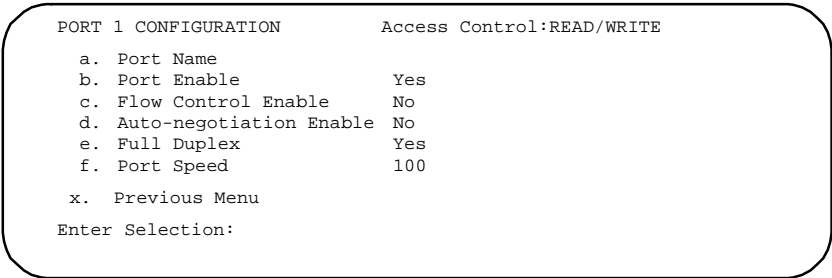 PORT 1 CONFIGURATION Access Control:READ/WRITE
a. Port Name
b. Port Enable Yes
c. Flow Control Enable No
d. Auto-negotiation Enable No
e. Full Duplex Yes
f. Port Speed 100
x. Previous Menu
Enter Selection: